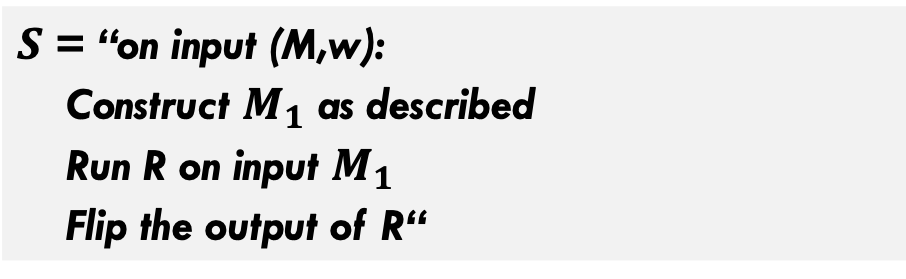 S = “on input (M,w):
Construct M₁ as described
Run R on input M₁
Flip the output of R“